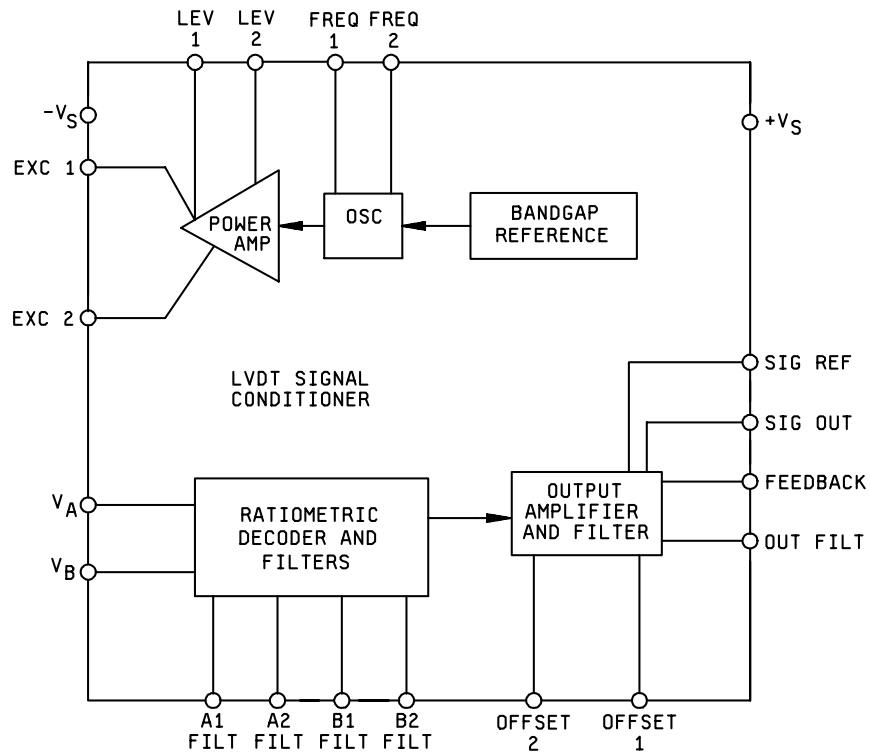 LEV 1
LEV 2
FREQ 1
FREQ 2
-VS
+VS
EXC 1
POWER AMP
OSC
BANDGAP REFERENCE
EXC 2
LVDT SIGNAL
CONDITIONER
SIG REF
SIG OUT
FEEDBACK
OUT FILT
VA
VB
RATIOMETRIC
DECODER AND
FILTERS
OUTPUT
AMPLIFIER
AND FILTER
A1 FILT
A2 FILT
B1 FILT
B2 FILT
OFFSET 2
OFFSET 1